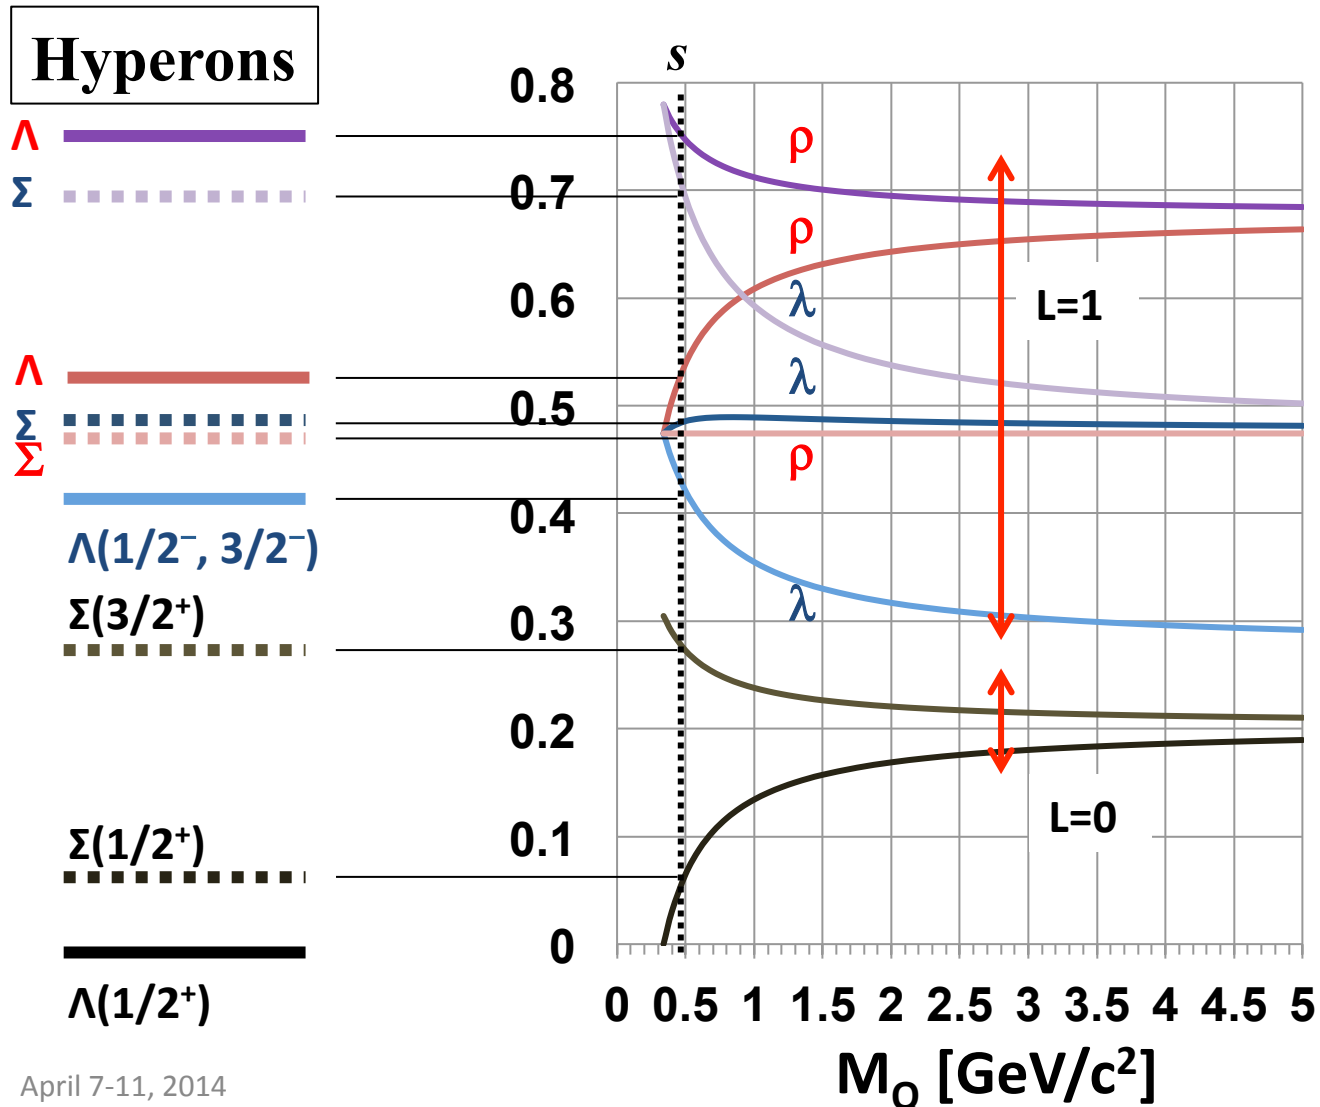 Hyperons
s
Λ
Σ
Λ
Σ
Σ
Λ(1/2⁻, 3/2⁻)
Σ(3/2⁺)
Σ(1/2⁺)
Λ(1/2⁺)
0.8
0.7
0.6
0.5
0.4
0.3
0.2
0.1
0
ρ
ρ
λ
λ
ρ
λ
L=1
L=0
0 0.5 1 1.5 2 2.5 3 3.5 4 4.5 5
M_Q [GeV/c²]
April 7-11, 2014